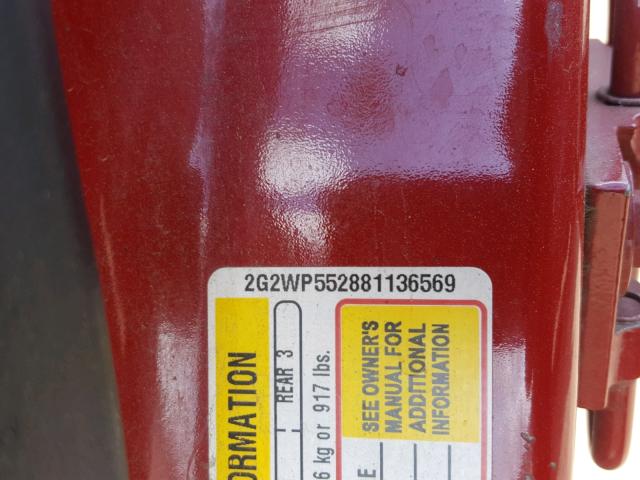 2G2WP552881136569
ORMATION
REAR 3
6 kg or 917 lbs.
SEE OWNER'S
MANUAL FOR
ADDITIONAL
INFORMATION
E